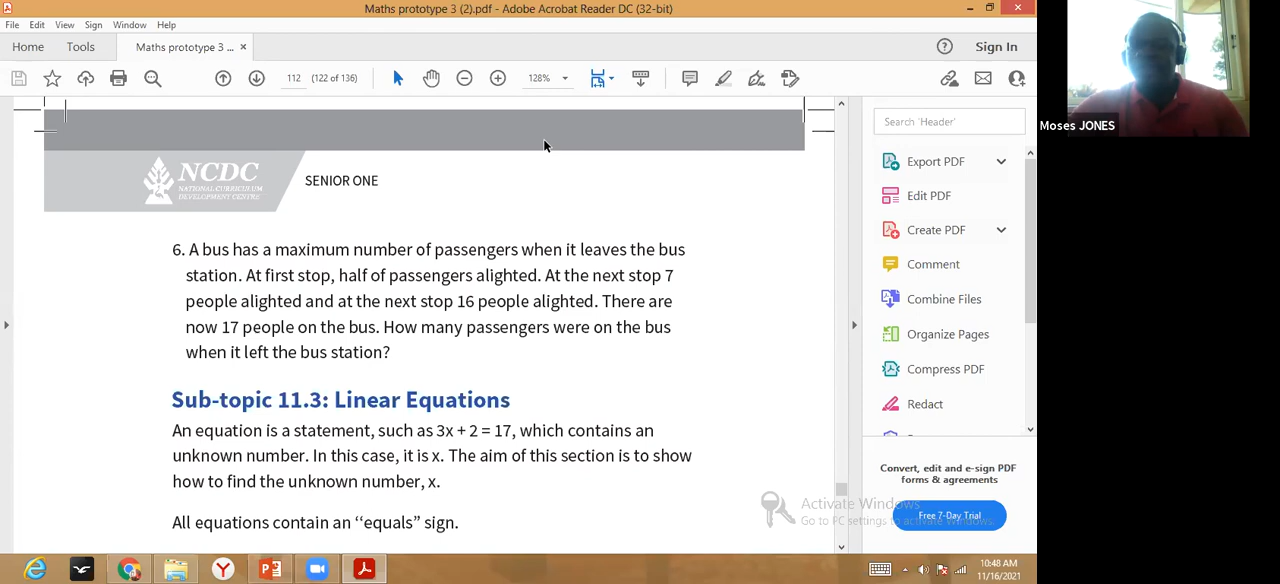 Maths prototype 3 (2).pdf - Adobe Acrobat Reader DC (32-bit)
File Edit View Sign Window Help
Home Tools Maths prototype 3 ... × Sign In
112 (122 of 136) 128%
Search 'Header'
Moses JONES
NCDC
NATIONAL CURRICULUM
DEVELOPMENT CENTRE
SENIOR ONE
6. A bus has a maximum number of passengers when it leaves the bus
station. At first stop, half of passengers alighted. At the next stop 7
people alighted and at the next stop 16 people alighted. There are
now 17 people on the bus. How many passengers were on the bus
when it left the bus station?
Sub-topic 11.3: Linear Equations
An equation is a statement, such as 3x + 2 = 17, which contains an
unknown number. In this case, it is x. The aim of this section is to show
how to find the unknown number, x.
All equations contain an ‘‘equals” sign.
Export PDF
Edit PDF
Create PDF
Comment
Combine Files
Organize Pages
Compress PDF
Redact
Convert, edit and e-sign PDF
forms & agreements
Free 7-Day Trial
Activate Windows
Go to PC settings to activate Windows.
10:48 AM
11/16/2021